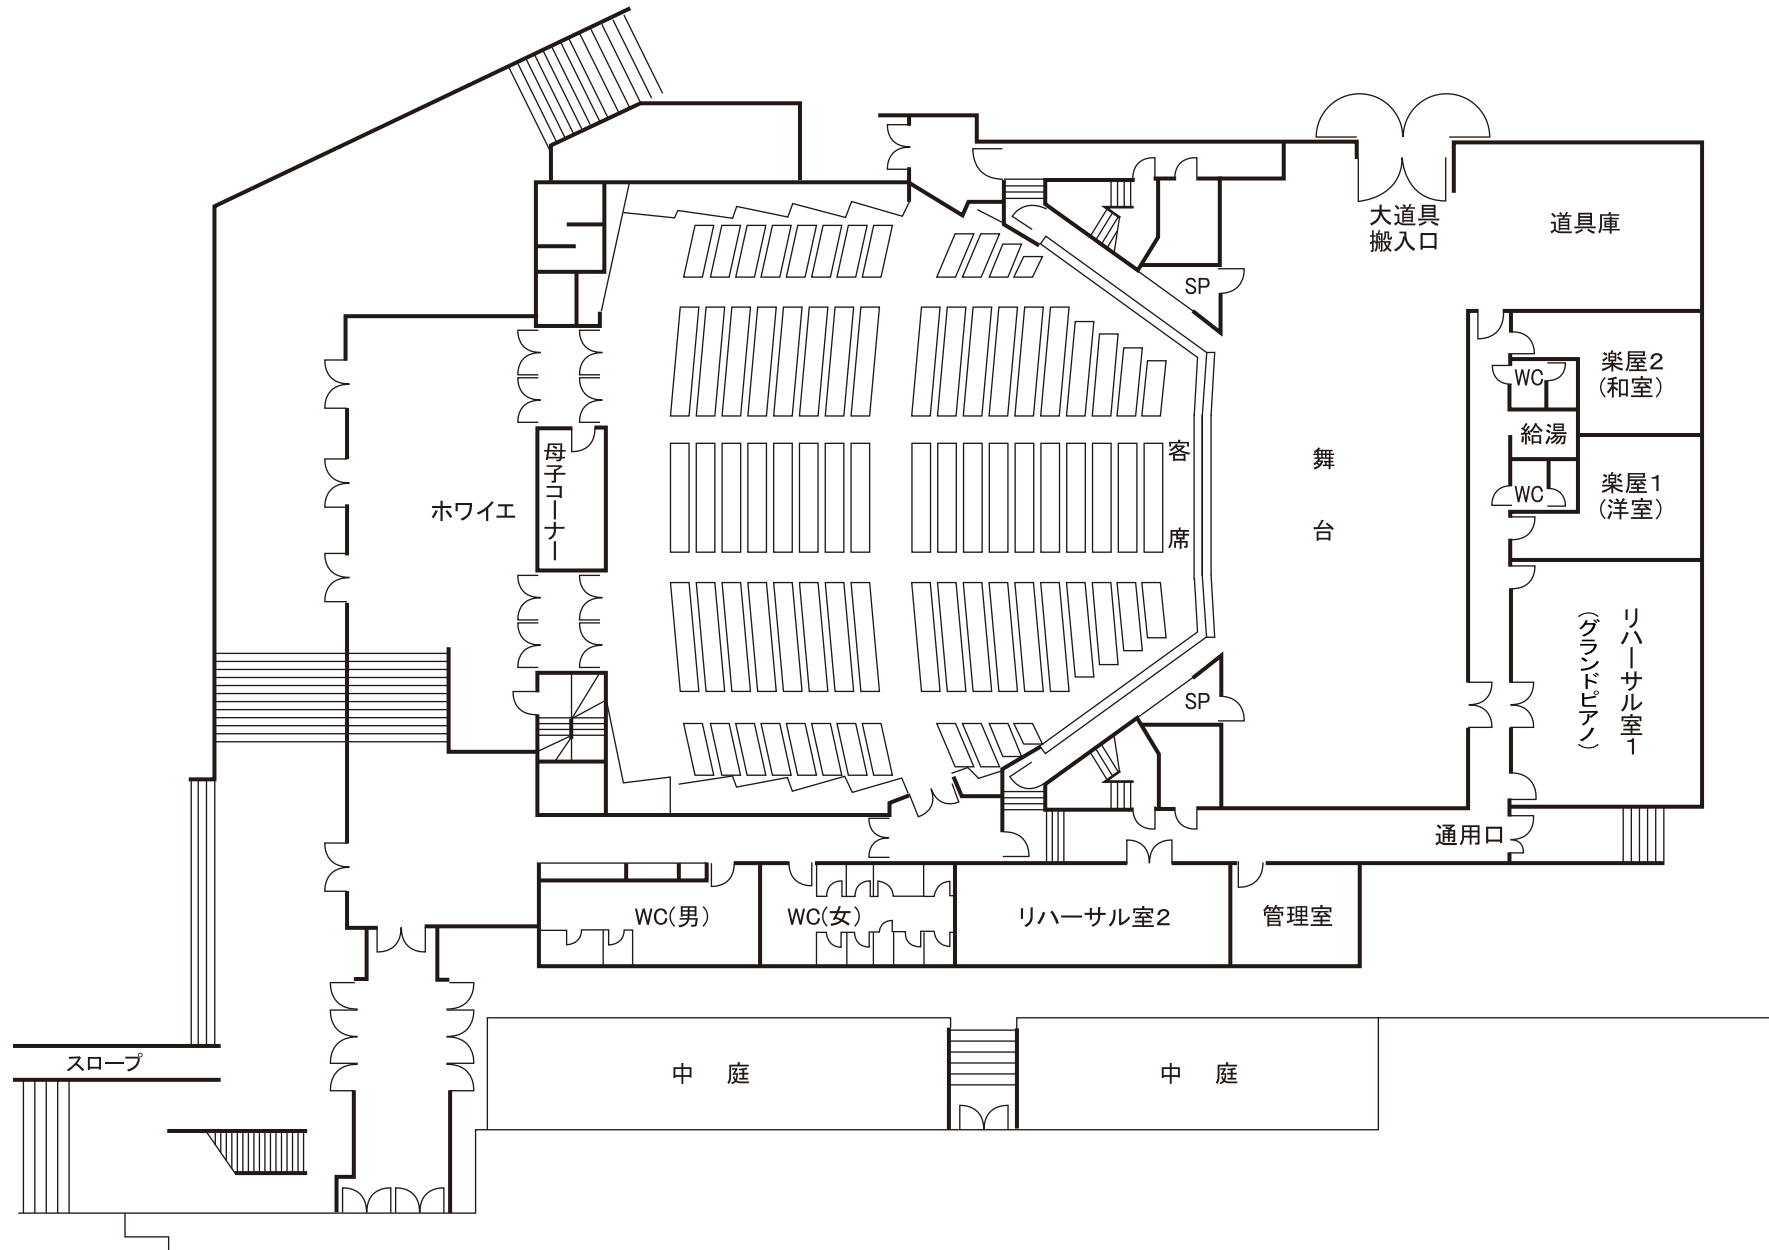 大道具
搬入口
道具庫
SP
楽屋2
(和室)
WC
給湯
母子コーナー
ホワイエ
客席
舞台
WC
楽屋1
(洋室)
SP
リハーサル室1
(グランドピアノ)
通用口
WC(男)
WC(女)
リハーサル室2
管理室
スロープ
中庭
中庭